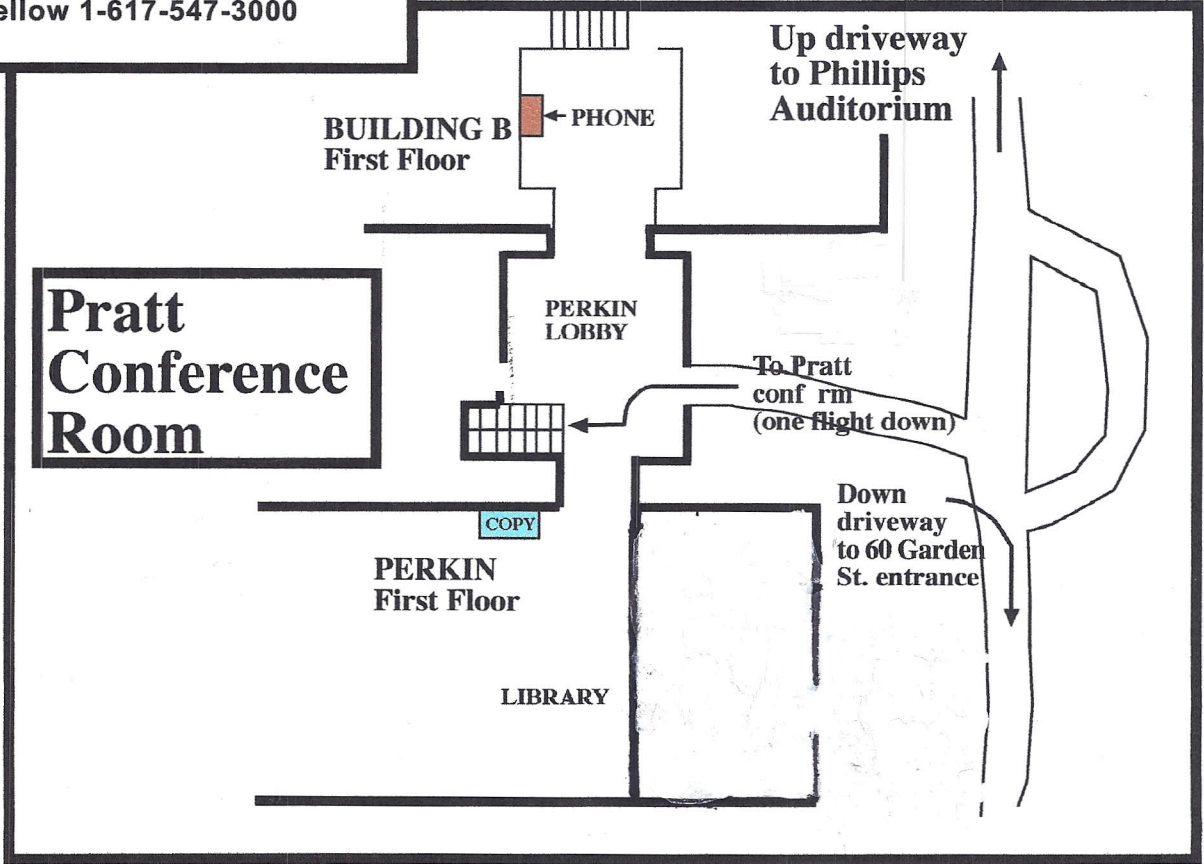 ellow 1-617-547-3000
Up driveway
to Phillips
Auditorium
BUILDING B
First Floor
PHONE
Pratt
Conference
Room
PERKIN
LOBBY
To Pratt
conf rm
(one flight down)
Down
driveway
to 60 Garden
St. entrance
COPY
PERKIN
First Floor
LIBRARY